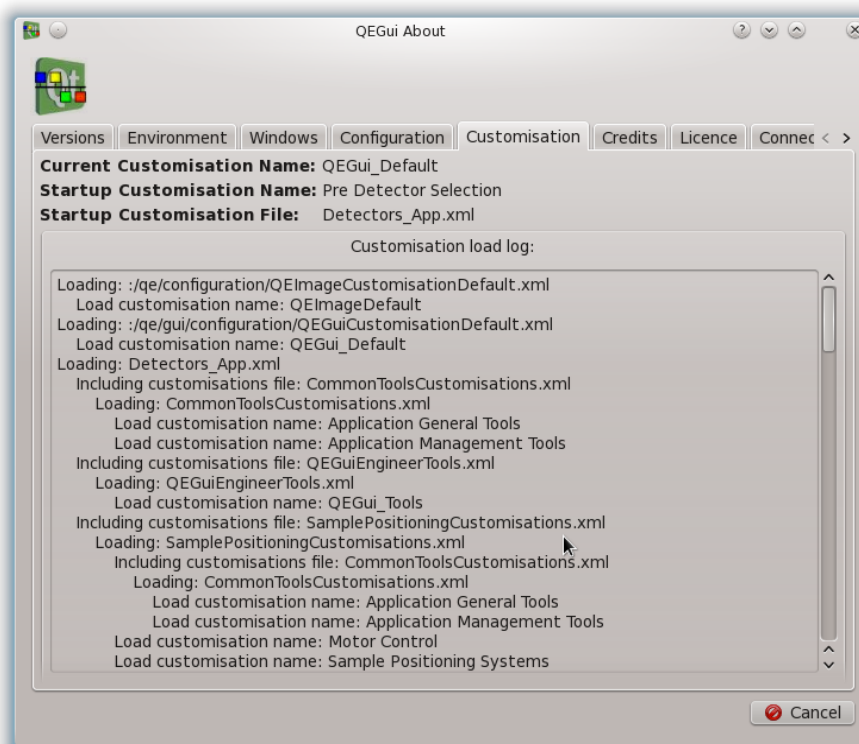 QEGui About
Versions Environment Windows Configuration Customisation Credits Licence Connec
Current Customisation Name: QEGui_Default
Startup Customisation Name: Pre Detector Selection
Startup Customisation File: Detectors_App.xml
Customisation load log:
Loading: :/qe/configuration/QEImageCustomisationDefault.xml
Load customisation name: QEImageDefault
Loading: :/qe/gui/configuration/QEGuiCustomisationDefault.xml
Load customisation name: QEGui_Default
Loading: Detectors_App.xml
Including customisations file: CommonToolsCustomisations.xml
Loading: CommonToolsCustomisations.xml
Load customisation name: Application General Tools
Load customisation name: Application Management Tools
Including customisations file: QEGuiEngineerTools.xml
Loading: QEGuiEngineerTools.xml
Load customisation name: QEGui_Tools
Including customisations file: SamplePositioningCustomisations.xml
Loading: SamplePositioningCustomisations.xml
Including customisations file: CommonToolsCustomisations.xml
Loading: CommonToolsCustomisations.xml
Load customisation name: Application General Tools
Load customisation name: Application Management Tools
Load customisation name: Motor Control
Load customisation name: Sample Positioning Systems
Cancel